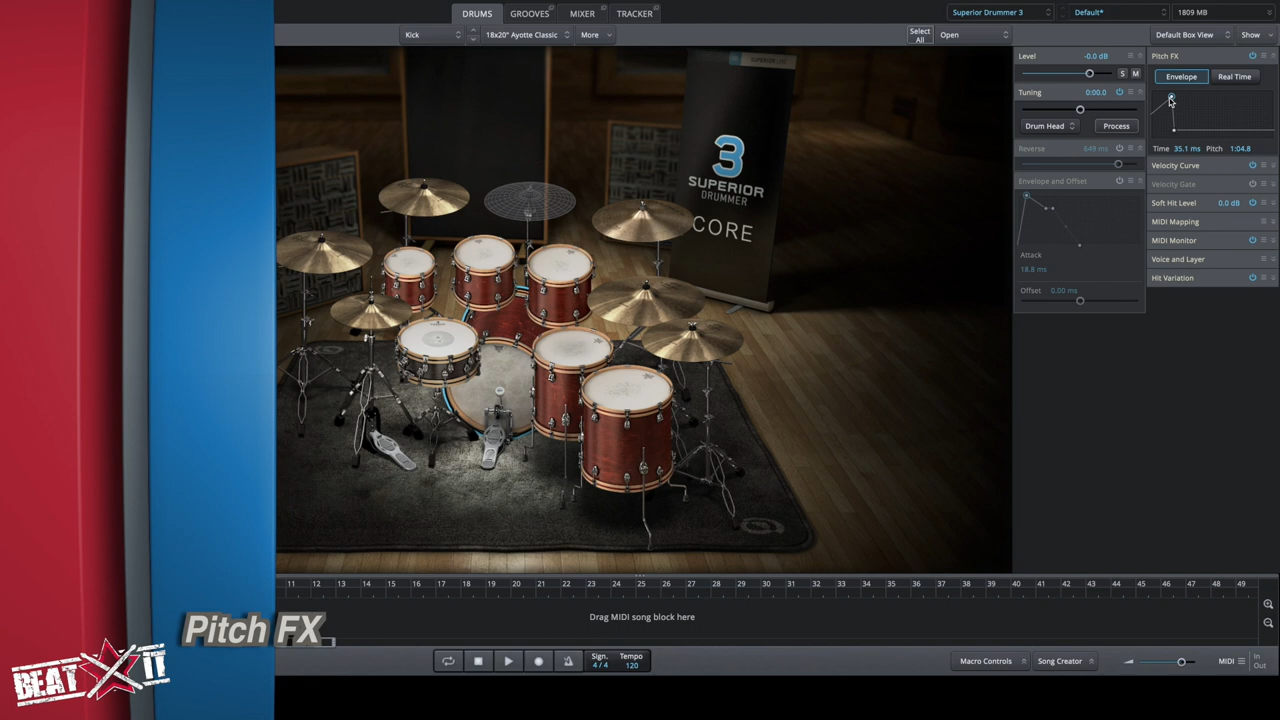 DRUMS GROOVES MIXER TRACKER Superior Drummer 3 Default* 1809 MB
Kick 18x20" Ayotte Classic More Select All Open Default Box View Show
Level -0.0 dB
S M
Tuning 0:00.0
Drum Head Process
Reverse 649 ms
Envelope and Offset
Attack
18.8 ms
Offset 0.00 ms
Pitch FX
Envelope Real Time
Time 35.1 ms Pitch 1:04.8
Velocity Curve
Velocity Gate
Soft Hit Level 0.0 dB
MIDI Mapping
MIDI Monitor
Voice and Layer
Hit Variation
3
SUPERIOR
DRUMMER
CORE
11 12 13 14 15 16 17 18 19 20 21 22 23 24 25 26 27 28 29 30 31 32 33 34 35 36 37 38 39 40 41 42 43 44 45 46 47 48 49
Drag MIDI song block here
Pitch FX
Sign. Tempo
4/4 120
Macro Controls Song Creator MIDI In
Out
BEAT IT